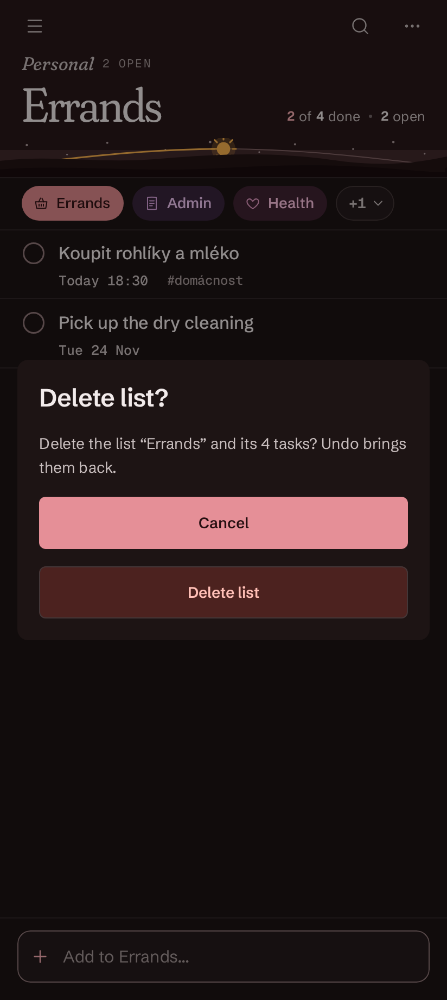 Personal 2 OPEN
Errands
2 of 4 done • 2 open
Errands
Admin
Health
+1
Koupit rohlíky a mléko
Today 18:30 #domácnost
Pick up the dry cleaning
Tue 24 Nov
Delete list?
Delete the list “Errands” and its 4 tasks? Undo brings
them back.
Cancel
Delete list
+ Add to Errands…